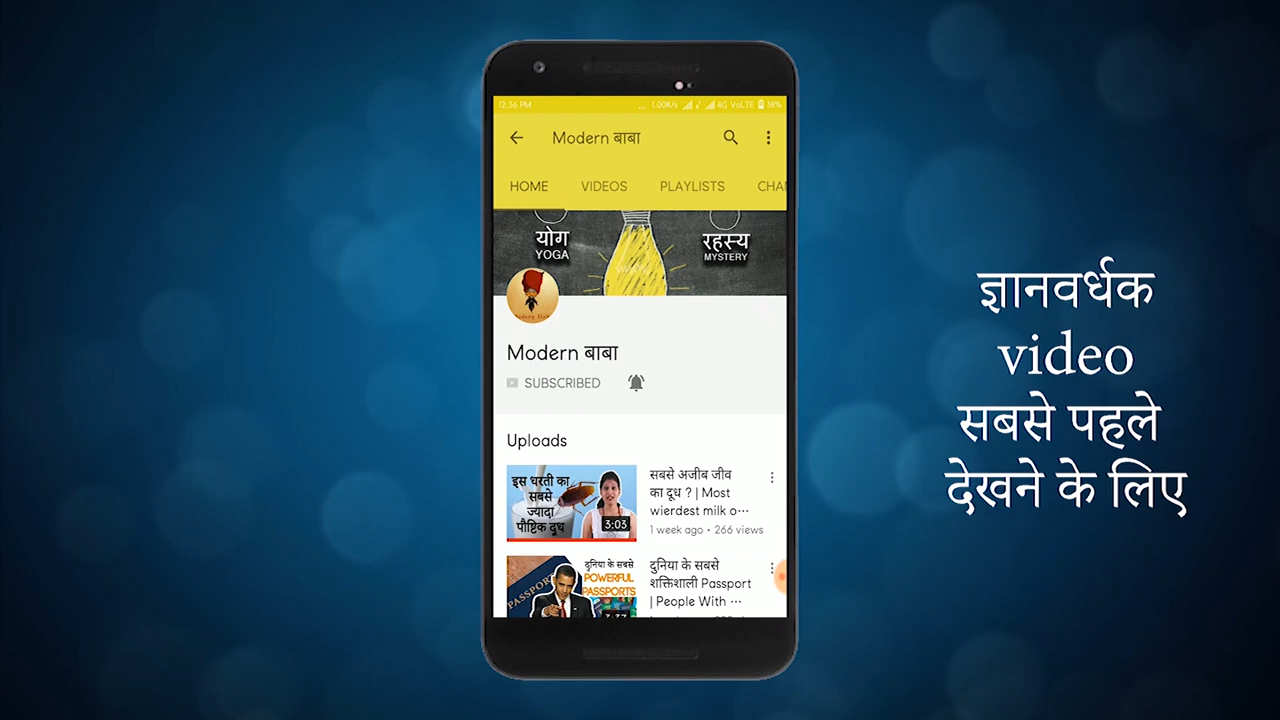 12:36 PM
... 1.00K/s 4G VoLTE 38%
Modern बाबा
HOME VIDEOS PLAYLISTS CHA
योग
YOGA
रहस्य
MYSTERY
Modern बाबा
SUBSCRIBED
Uploads
इस धरती का
सबसे
ज्यादा
पौष्टिक दूध
3:03
सबसे अजीब जीव
का दूध ? | Most
wierdest milk o...
1 week ago • 266 views
PASSPORT
दुनिया के सबसे
POWERFUL
PASSPORTS
दुनिया के सबसे
शक्तिशाली Passport
| People With ...
ज्ञानवर्धक
video
सबसे पहले
देखने के लिए